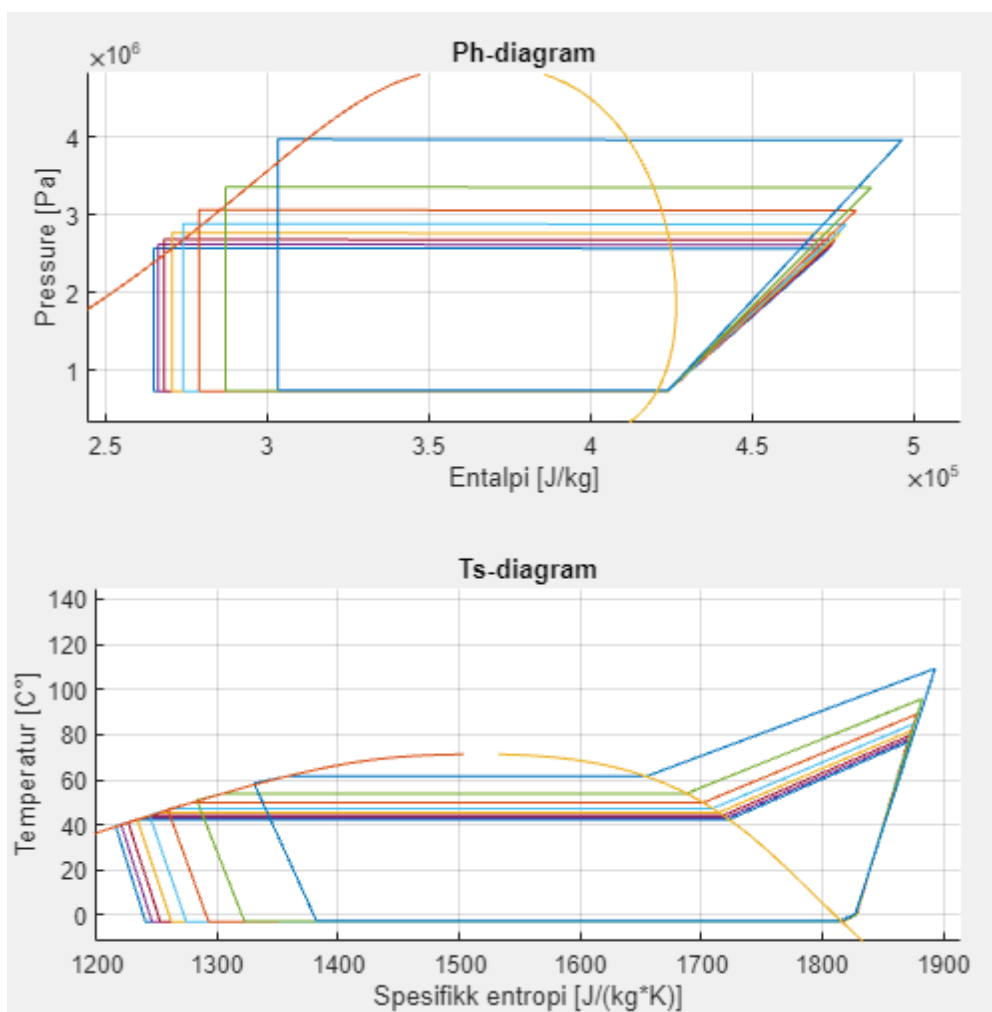 Ph-diagram
×10⁶
4
3
2
1
Pressure [Pa]
2.5 3 3.5 4 4.5 5
Entalpi [J/kg]
×10⁵
Ts-diagram
140
120
100
80
60
40
20
0
Temperatur [C°]
1200 1300 1400 1500 1600 1700 1800 1900
Spesifikk entropi [J/(kg*K)]